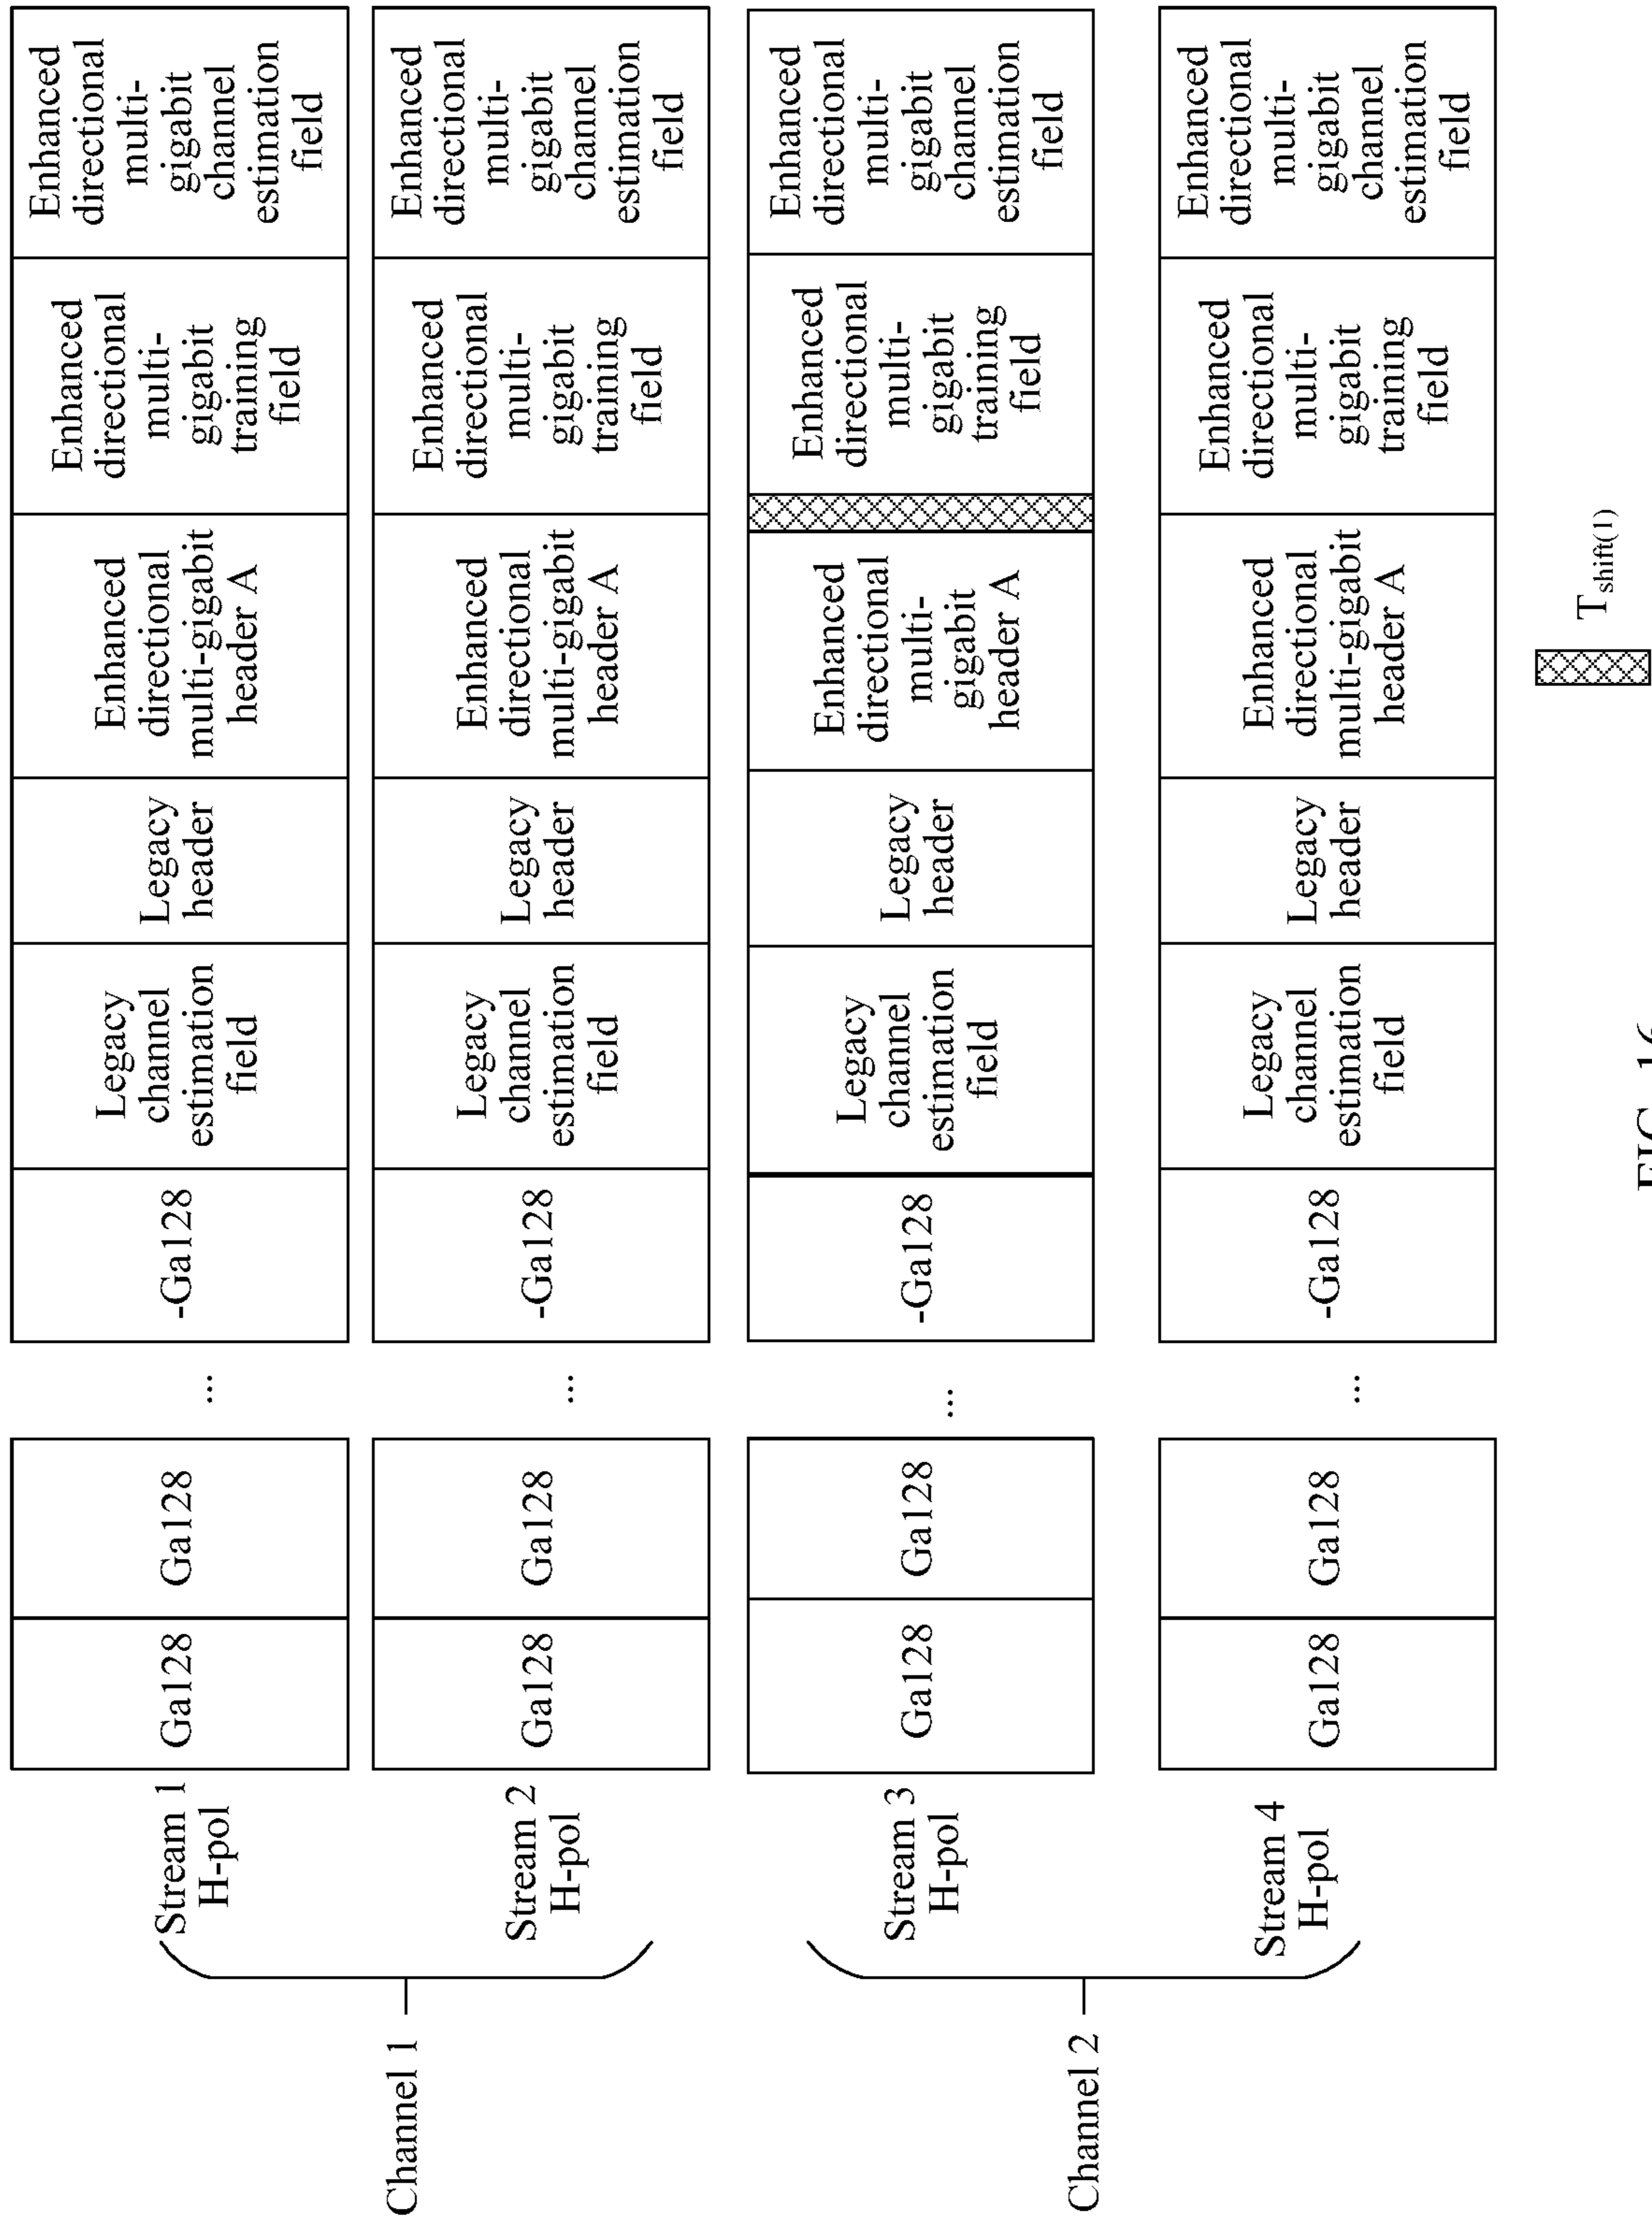 Channel 1
Stream 1
H-pol
Ga128
Ga128
...
-Ga128
Legacy
channel
estimation
field
Legacy
header
Enhanced
directional
multi-gigabit
header A
Enhanced
directional
multi-
gigabit
training
field
Enhanced
directional
multi-
gigabit
channel
estimation
field
Stream 2
H-pol
Ga128
Ga128
...
-Ga128
Legacy
channel
estimation
field
Legacy
header
Enhanced
directional
multi-gigabit
header A
Enhanced
directional
multi-
gigabit
training
field
Enhanced
directional
multi-
gigabit
channel
estimation
field
Channel 2
Stream 3
H-pol
Ga128
Ga128
...
-Ga128
Legacy
channel
estimation
field
Legacy
header
Enhanced
directional
multi-
gigabit
header A
Enhanced
directional
multi-
gigabit
training
field
Enhanced
directional
multi-
gigabit
channel
estimation
field
Stream 4
H-pol
Ga128
Ga128
...
-Ga128
Legacy
channel
estimation
field
Legacy
header
Enhanced
directional
multi-gigabit
header A
Enhanced
directional
multi-
gigabit
training
field
Enhanced
directional
multi-
gigabit
channel
estimation
field
Tshift(1)
FIG. 16